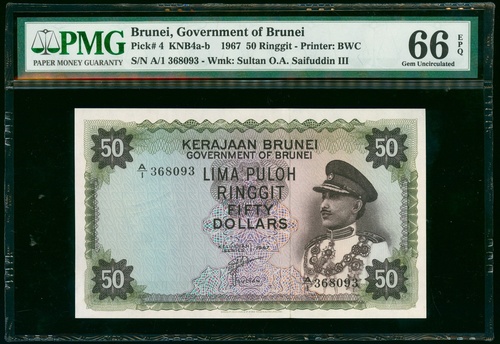 PMG
PAPER MONEY GUARANTY
Brunei, Government of Brunei
Pick# 4 KNB4a-b 1967 50 Ringgit - Printer: BWC
S/N A/1 368093 - Wmk: Sultan O.A. Saifuddin III
66 EPQ
Gem Uncirculated
50
KERAJAAN BRUNEI
GOVERNMENT OF BRUNEI
50
A/1 368093
LIMA PULOH
RINGGIT
FIFTY
DOLLARS
50
A/1 368093
50